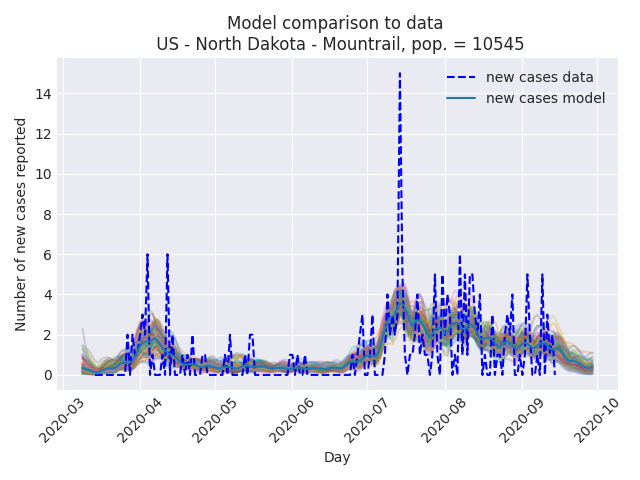 Model comparison to data
US - North Dakota - Mountrail, pop. = 10545
new cases data
new cases model
Number of new cases reported
14
12
10
8
6
4
2
0
2020-03
2020-04
2020-05
2020-06
2020-07
2020-08
2020-09
2020-10
Day